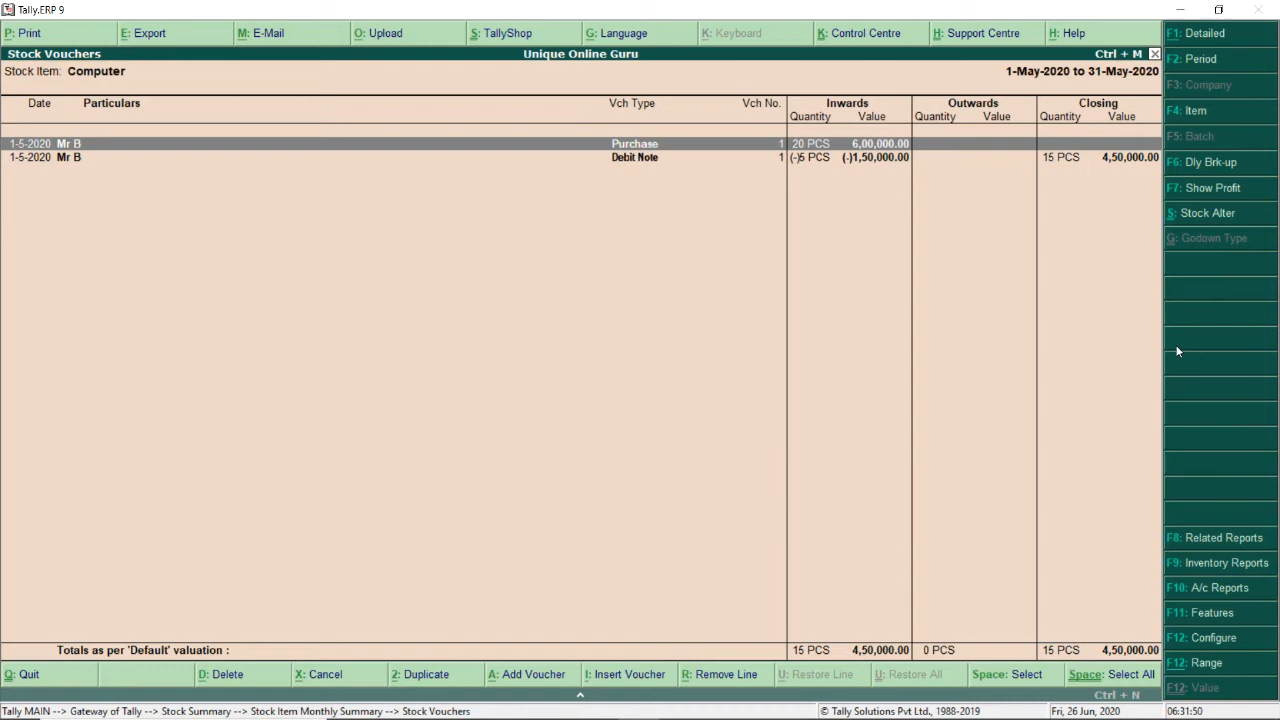 Tally.ERP 9
P: Print E: Export M: E-Mail O: Upload S: TallyShop G: Language K: Keyboard K: Control Centre H: Support Centre H: Help
Stock Vouchers Unique Online Guru Ctrl + M
Stock Item: Computer 1-May-2020 to 31-May-2020
Date Particulars Vch Type Vch No. Inwards Outwards Closing
Quantity Value Quantity Value Quantity Value
1-5-2020 Mr B Purchase 1 20 PCS 6,00,000.00
1-5-2020 Mr B Debit Note 1 (-)5 PCS (-)1,50,000.00 15 PCS 4,50,000.00
Totals as per 'Default' valuation : 15 PCS 4,50,000.00 0 PCS 15 PCS 4,50,000.00
Q: Quit D: Delete X: Cancel 2: Duplicate A: Add Voucher I: Insert Voucher R: Remove Line U: Restore Line U: Restore All Space: Select Space: Select All
Ctrl + N
Tally MAIN --> Gateway of Tally --> Stock Summary --> Stock Item Monthly Summary --> Stock Vouchers © Tally Solutions Pvt Ltd., 1988-2019 Fri, 26 Jun, 2020 06:31:50
F1: Detailed
F2: Period
F3: Company
F4: Item
F5: Batch
F6: Dly Brk-up
F7: Show Profit
S: Stock Alter
G: Godown Type
F8: Related Reports
F9: Inventory Reports
F10: A/c Reports
F11: Features
F12: Configure
F12: Range
F12: Value